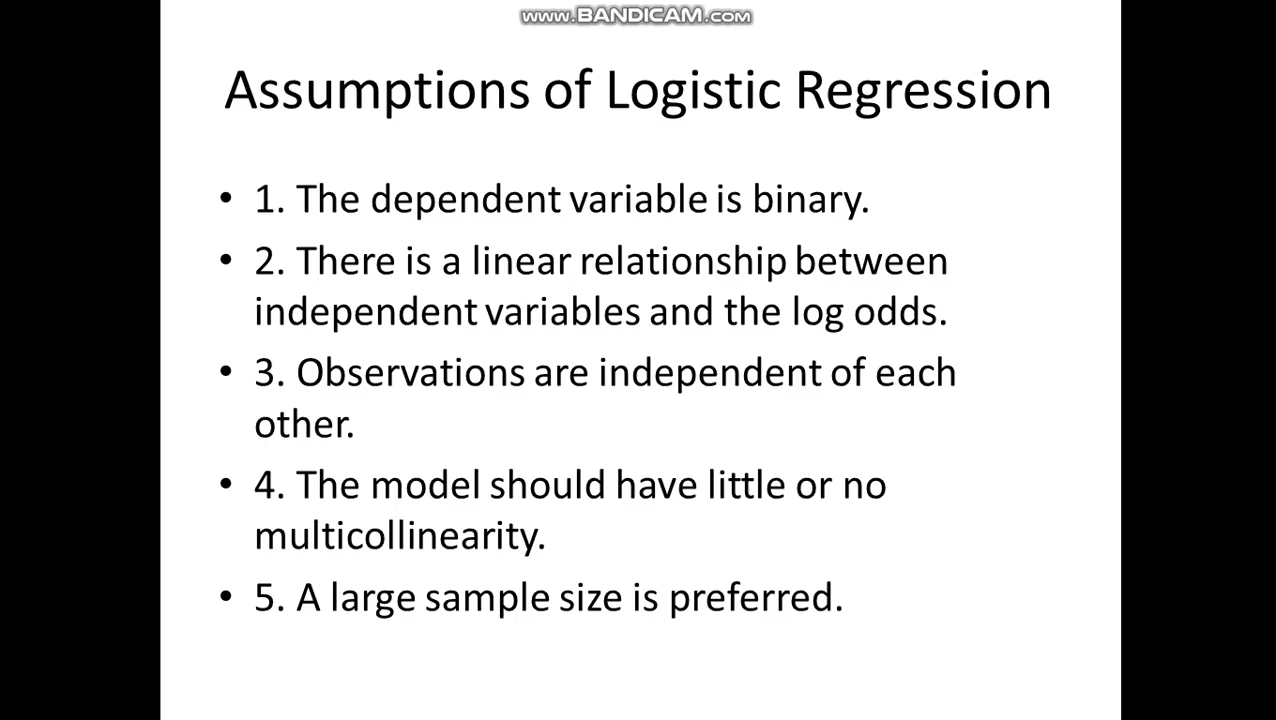 www.BANDICAM.com
Assumptions of Logistic Regression
• 1. The dependent variable is binary.
• 2. There is a linear relationship between
independent variables and the log odds.
• 3. Observations are independent of each
other.
• 4. The model should have little or no
multicollinearity.
• 5. A large sample size is preferred.